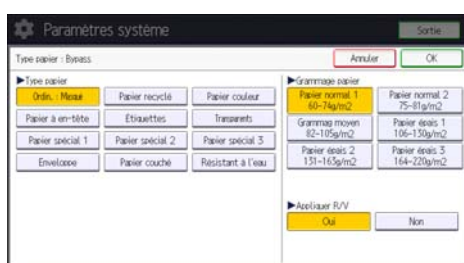 Paramètres système
Sortie
Type papier : Bypass
Annuler
OK
Type papier
Ordin. : Masqué
Papier recyclé
Papier couleur
Papier à en-tête
Etiquettes
Transparents
Papier spécial 1
Papier spécial 2
Papier spécial 3
Enveloppe
Papier couché
Résistant à l'eau
Grammage papier
Papier normal 1
60-74g/m2
Papier normal 2
75-81g/m2
Grammag moyen
82-105g/m2
Papier épais 1
106-130g/m2
Papier épais 2
131-163g/m2
Papier épais 3
164-220g/m2
Appliquer R/V
Oui
Non